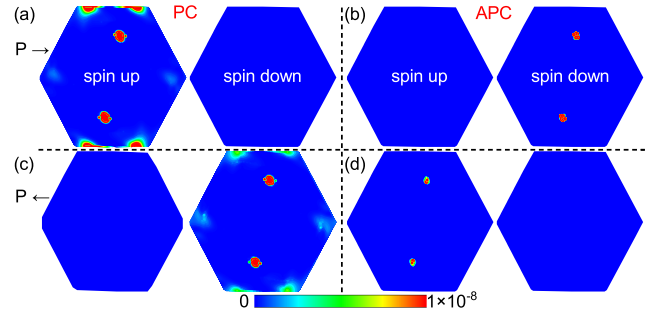 (a) PC (b) APC
P →
spin up spin down spin up spin down
(c) (d)
P ←
0 1×10⁻⁸